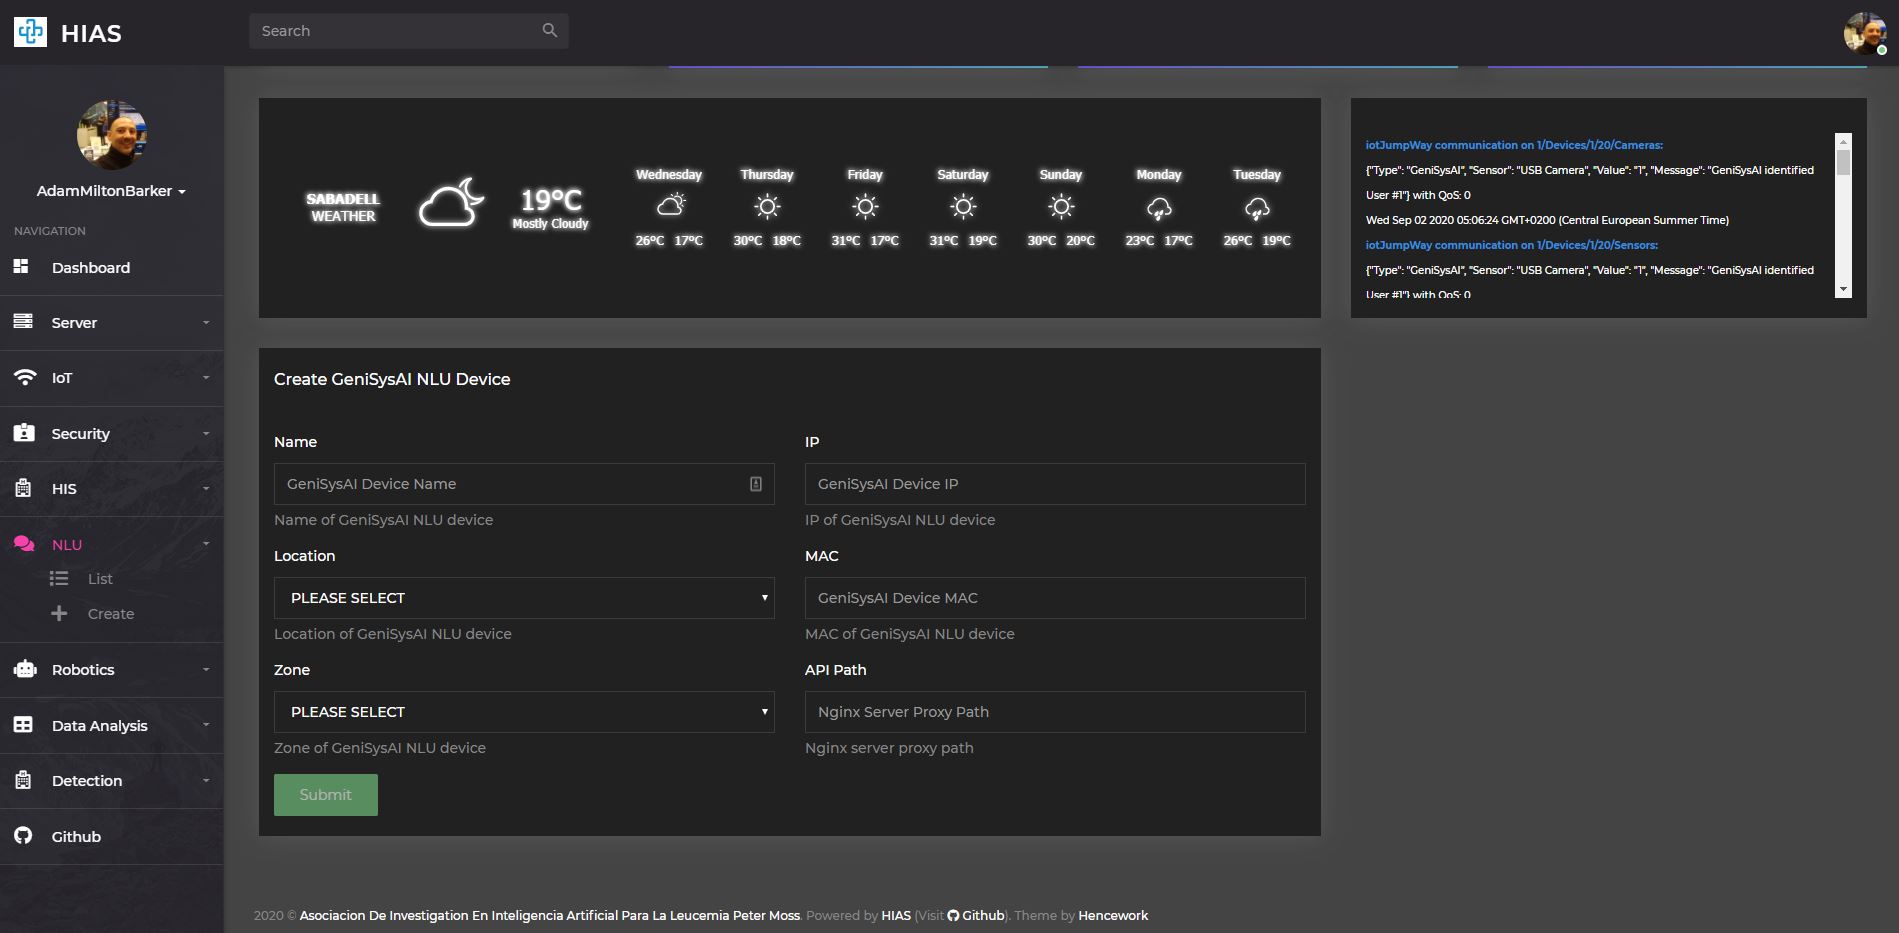 HIAS
Search
AdamMiltonBarker
NAVIGATION
Dashboard
Server
IoT
Security
HIS
NLU
List
Create
Robotics
Data Analysis
Detection
Github
SABADELL
WEATHER
19°C
Mostly Cloudy
Wednesday
26°C 17°C
Thursday
30°C 18°C
Friday
31°C 17°C
Saturday
31°C 19°C
Sunday
30°C 20°C
Monday
23°C 17°C
Tuesday
26°C 19°C
iotJumpWay communication on 1/Devices/1/20/Cameras:
{"Type": "GeniSysAI", "Sensor": "USB Camera", "Value": "1", "Message": "GeniSysAI identified
User #1"} with QoS: 0
Wed Sep 02 2020 05:06:24 GMT+0200 (Central European Summer Time)
iotJumpWay communication on 1/Devices/1/20/Sensors:
{"Type": "GeniSysAI", "Sensor": "USB Camera", "Value": "1", "Message": "GeniSysAI identified
User #1"} with QoS: 0
Create GeniSysAI NLU Device
Name
GeniSysAI Device Name
Name of GeniSysAI NLU device
IP
GeniSysAI Device IP
IP of GeniSysAI NLU device
Location
PLEASE SELECT
Location of GeniSysAI NLU device
MAC
GeniSysAI Device MAC
MAC of GeniSysAI NLU device
Zone
PLEASE SELECT
Zone of GeniSysAI NLU device
API Path
Nginx Server Proxy Path
Nginx server proxy path
Submit
2020 © Asociacion De Investigation En Inteligencia Artificial Para La Leucemia Peter Moss. Powered by HIAS (Visit Github). Theme by Hencework